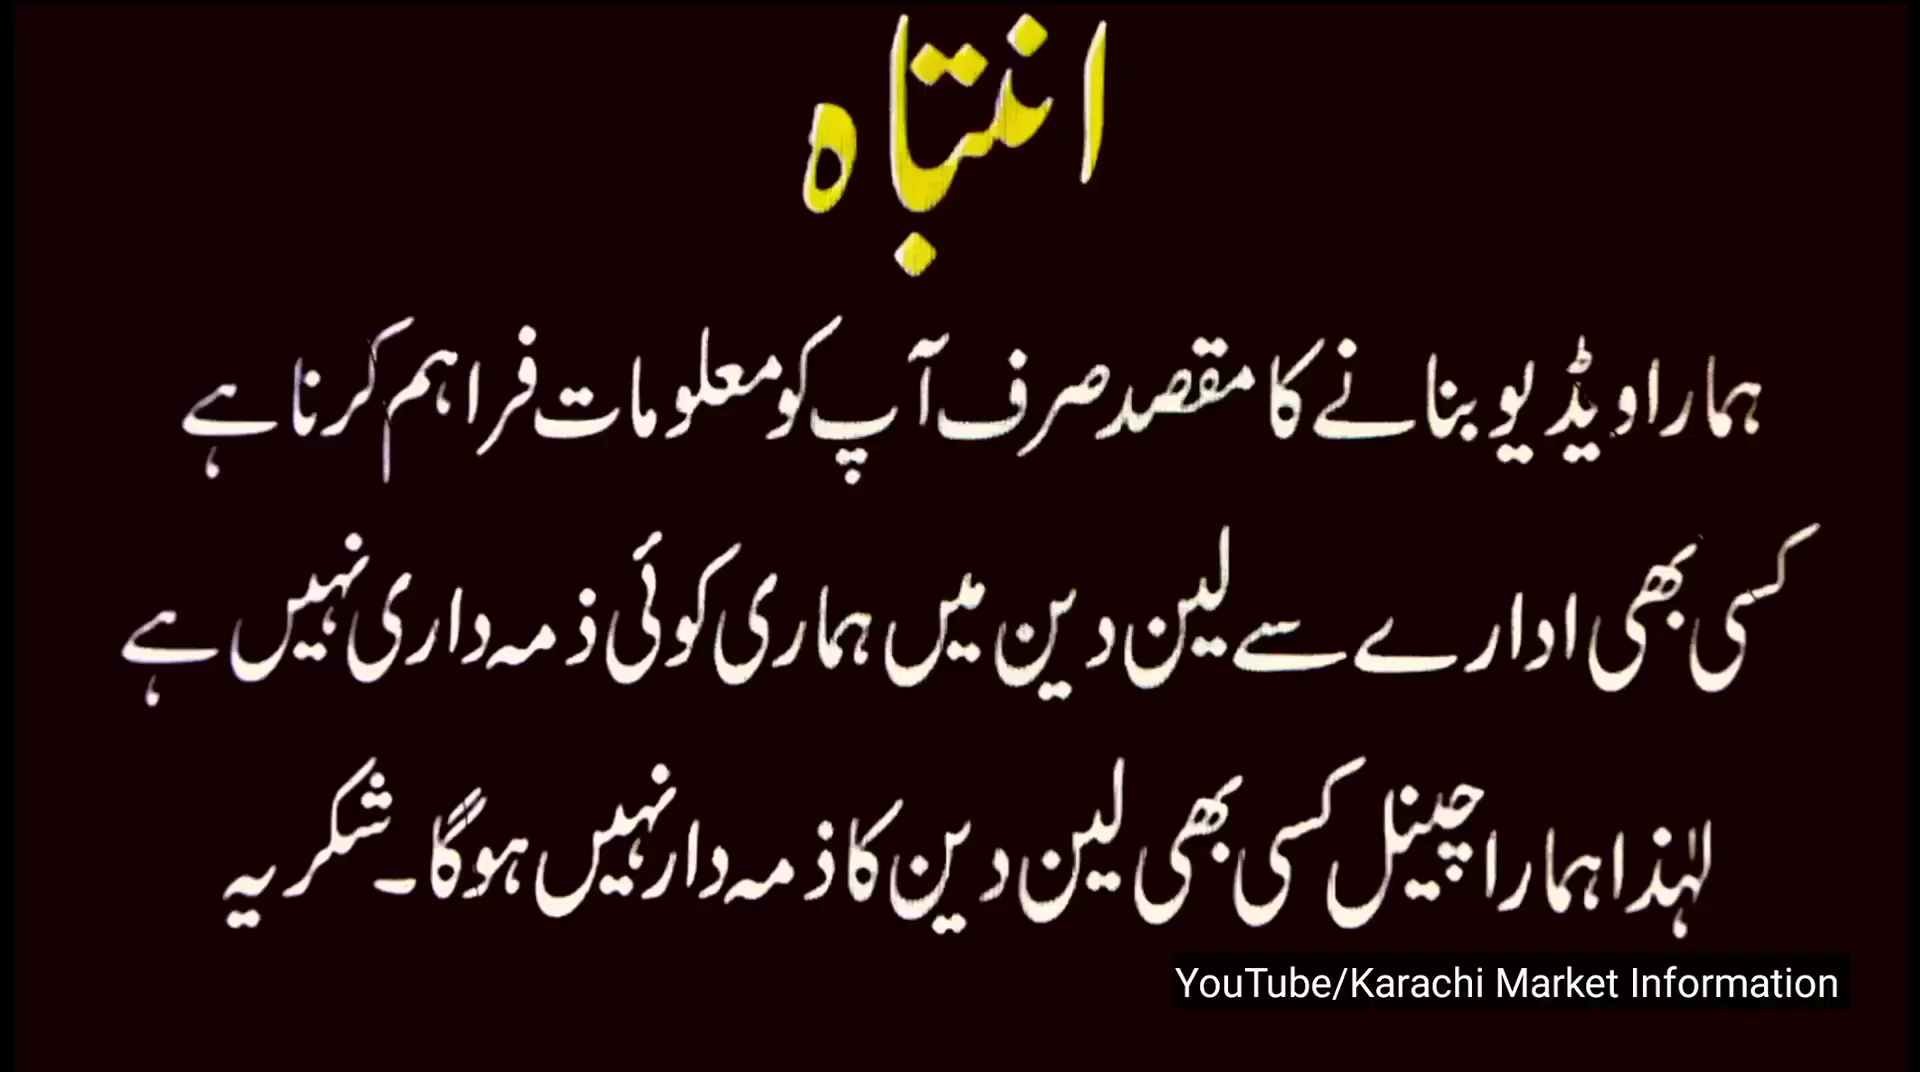 انتباہ
ہمارا ویڈیو بنانے کا مقصد صرف آپ کو معلومات فراہم کرنا ہے
کسی بھی ادارے سے لین دین میں ہماری کوئی ذمہ داری نہیں ہے
لہٰذا ہمارا چینل کسی بھی لین دین کا ذمہ دار نہیں ہوگا۔ شکریہ
YouTube/Karachi Market Information